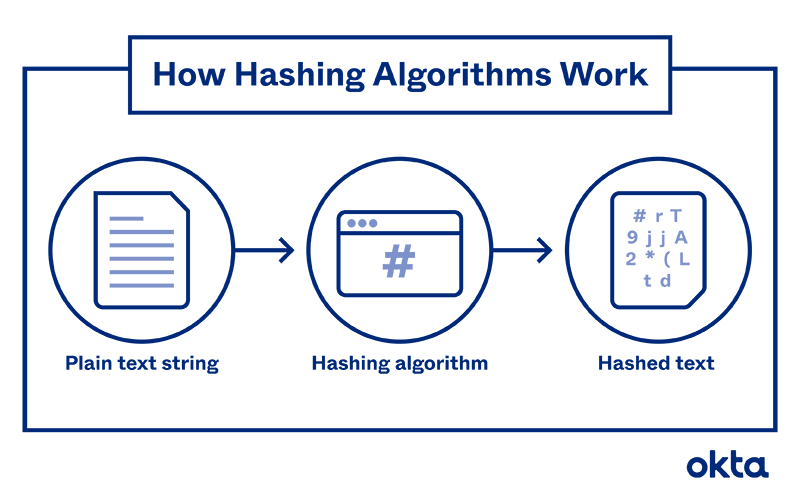 How Hashing Algorithms Work
#
# r T
9 j j A
2 * ( L
t d
Plain text string
Hashing algorithm
Hashed text
okta